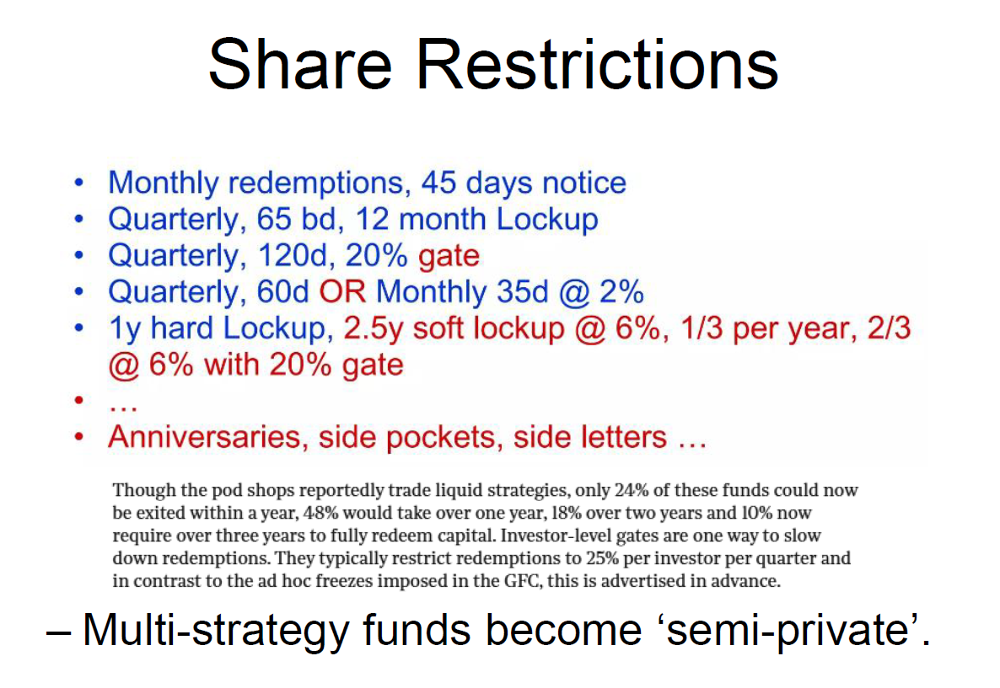 Share Restrictions
• Monthly redemptions, 45 days notice
• Quarterly, 65 bd, 12 month Lockup
• Quarterly, 120d, 20% gate
• Quarterly, 60d OR Monthly 35d @ 2%
• 1y hard Lockup, 2.5y soft lockup @ 6%, 1/3 per year, 2/3
@ 6% with 20% gate
• …
• Anniversaries, side pockets, side letters …
Though the pod shops reportedly trade liquid strategies, only 24% of these funds could now
be exited within a year, 48% would take over one year, 18% over two years and 10% now
require over three years to fully redeem capital. Investor-level gates are one way to slow
down redemptions. They typically restrict redemptions to 25% per investor per quarter and
in contrast to the ad hoc freezes imposed in the GFC, this is advertised in advance.
– Multi-strategy funds become ‘semi-private’.